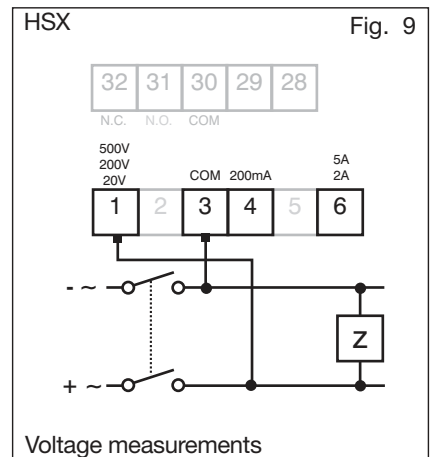 HSX Fig. 9
32 31 30 29 28
N.C. N.O. COM
500V
200V
20V COM 200mA 5A
2A
1 2 3 4 5 6
- ~
Z
+ ~
Voltage measurements